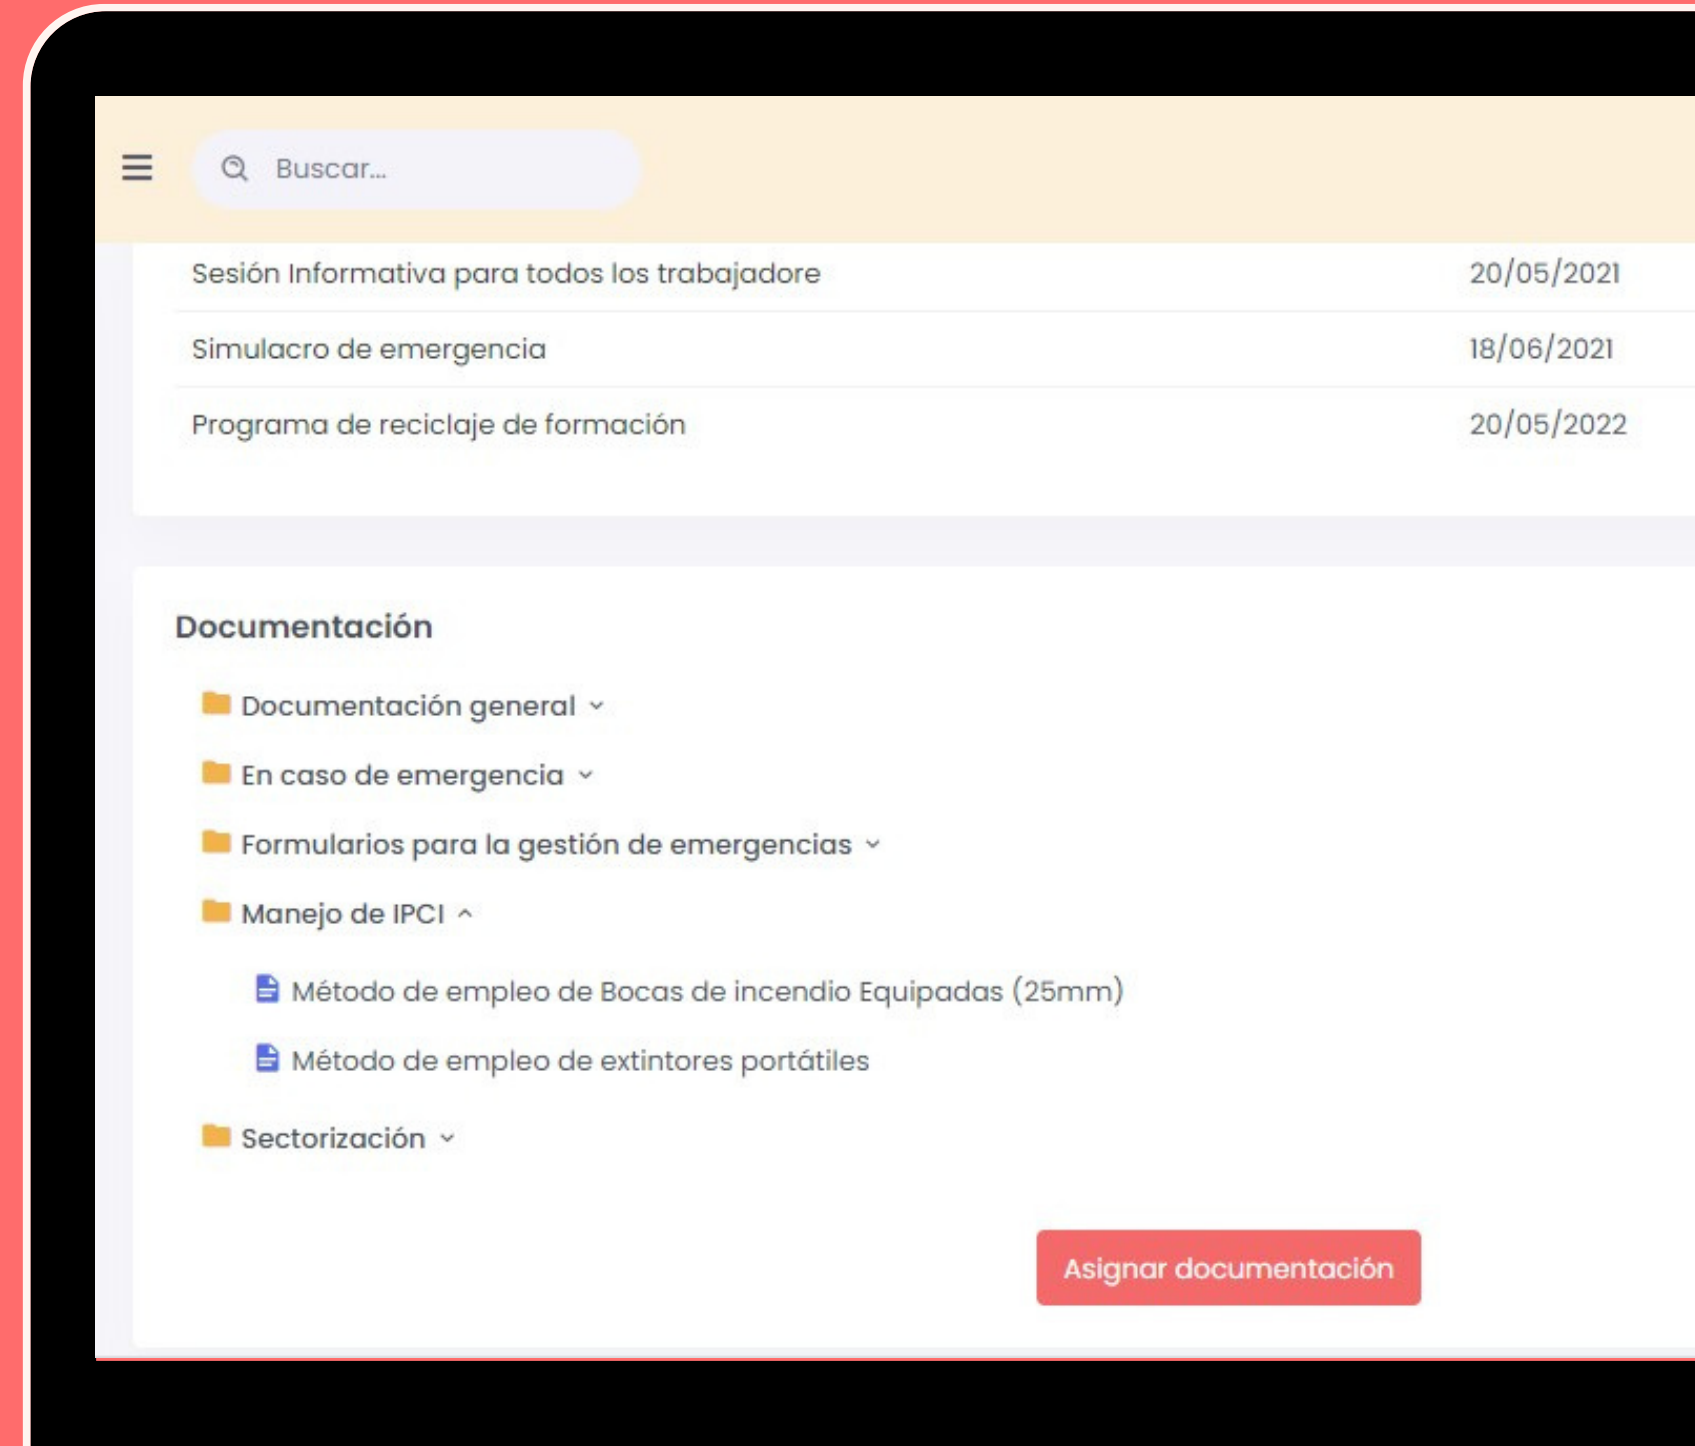 Buscar...
Sesión Informativa para todos los trabajadore 20/05/2021
Simulacro de emergencia 18/06/2021
Programa de reciclaje de formación 20/05/2022
Documentación
Documentación general
En caso de emergencia
Formularios para la gestión de emergencias
Manejo de IPCI
Método de empleo de Bocas de incendio Equipadas (25mm)
Método de empleo de extintores portátiles
Sectorización
Asignar documentación